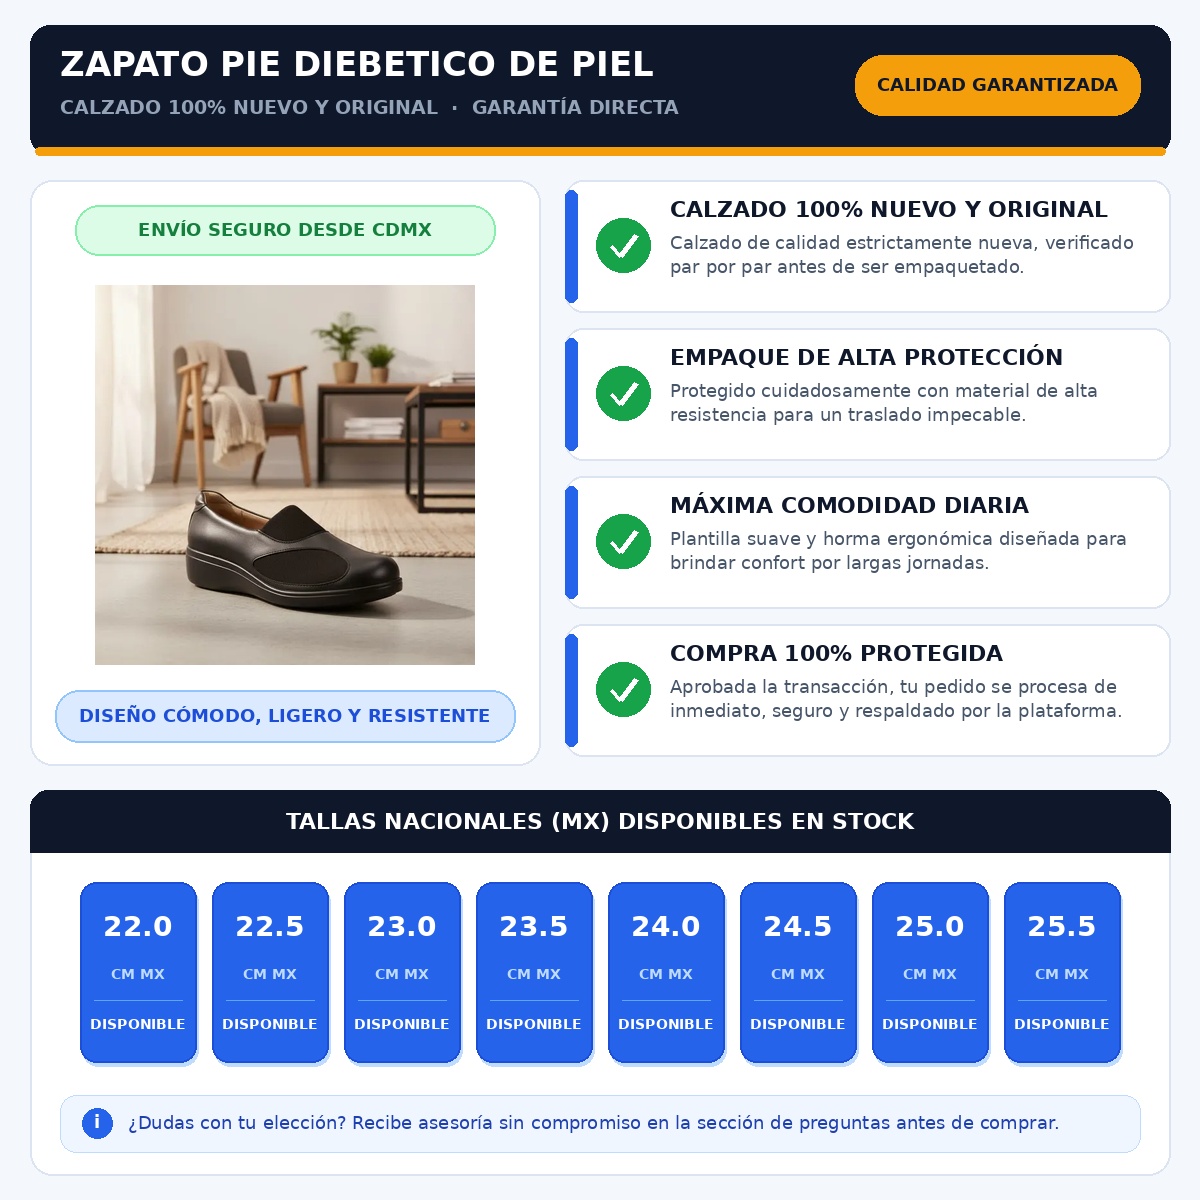 ZAPATO PIE DIEBETICO DE PIEL
CALZADO 100% NUEVO Y ORIGINAL · GARANTÍA DIRECTA
CALIDAD GARANTIZADA
ENVÍO SEGURO DESDE CDMX
DISEÑO CÓMODO, LIGERO Y RESISTENTE
CALZADO 100% NUEVO Y ORIGINAL
Calzado de calidad estrictamente nueva, verificado
par por par antes de ser empaquetado.
EMPAQUE DE ALTA PROTECCIÓN
Protegido cuidadosamente con material de alta
resistencia para un traslado impecable.
MÁXIMA COMODIDAD DIARIA
Plantilla suave y horma ergonómica diseñada para
brindar confort por largas jornadas.
COMPRA 100% PROTEGIDA
Aprobada la transacción, tu pedido se procesa de
inmediato, seguro y respaldado por la plataforma.
TALLAS NACIONALES (MX) DISPONIBLES EN STOCK
22.0 22.5 23.0 23.5 24.0 24.5 25.0 25.5
CM MX CM MX CM MX CM MX CM MX CM MX CM MX CM MX
DISPONIBLE DISPONIBLE DISPONIBLE DISPONIBLE DISPONIBLE DISPONIBLE DISPONIBLE DISPONIBLE
i ¿Dudas con tu elección? Recibe asesoría sin compromiso en la sección de preguntas antes de comprar.